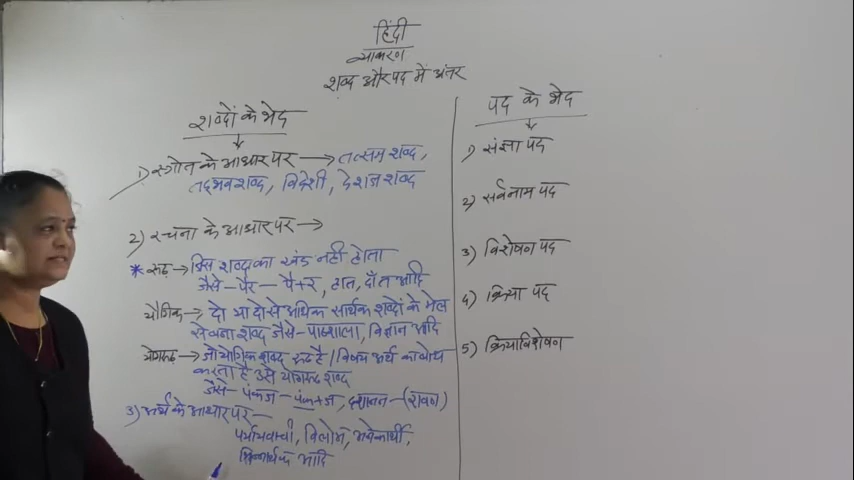 हिंदी
व्याकरण
शब्द और पद में अंतर
शब्दों के भेद
1) स्त्रोत के आधार पर → तत्सम शब्द,
तद्भव शब्द, विदेशी, देशज शब्द
2) रचना के आधार पर →
* रूढ़ → जिस शब्द का खंड नहीं होता
जैसे - पैर - पै+र, हाथ, दाँत आदि
यौगिक → दो या दो से अधिक सार्थक शब्दों के मेल
से बना शब्द जैसे - पाठशाला, विज्ञान आदि
योगरूढ़ → जो यौगिक शब्द रूढ़ है / विषय अर्थ का बोध
करता है उसे योगरूढ़ शब्द
जैसे - पंकज - पंक+ज, दशानन - (रावण)
3) अर्थ के आधार पर -
पर्यायवाची, विलोम, अनेकार्थी,
भिन्नार्थक आदि
पद के भेद
1) संज्ञा पद
2) सर्वनाम पद
3) विशेषण पद
4) क्रिया पद
5) क्रियाविशेषण